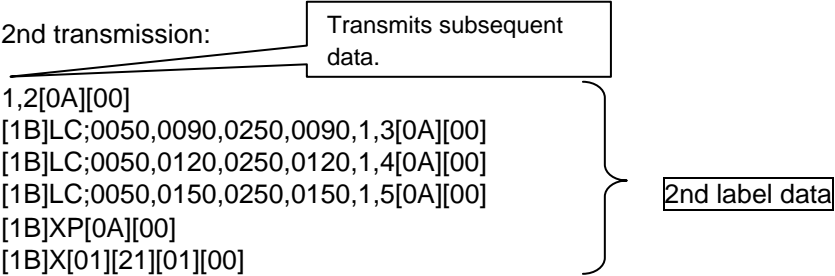 2nd transmission:
Transmits subsequent
data.
1,2[0A][00]
[1B]LC;0050,0090,0250,0090,1,3[0A][00]
[1B]LC;0050,0120,0250,0120,1,4[0A][00]
[1B]LC;0050,0150,0250,0150,1,5[0A][00]
[1B]XP[0A][00]
[1B]X[01][21][01][00]
2nd label data